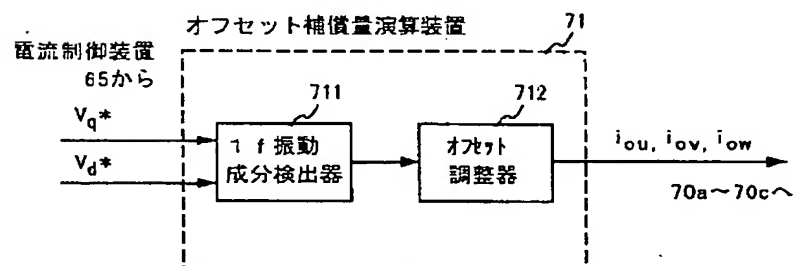 オフセット補償量演算装置
71
電流制御装置
65から
Vq*
Vd*
711
1f振動
成分検出器
712
オフセット
調整器
iou, iov, iow
70a～70cへ